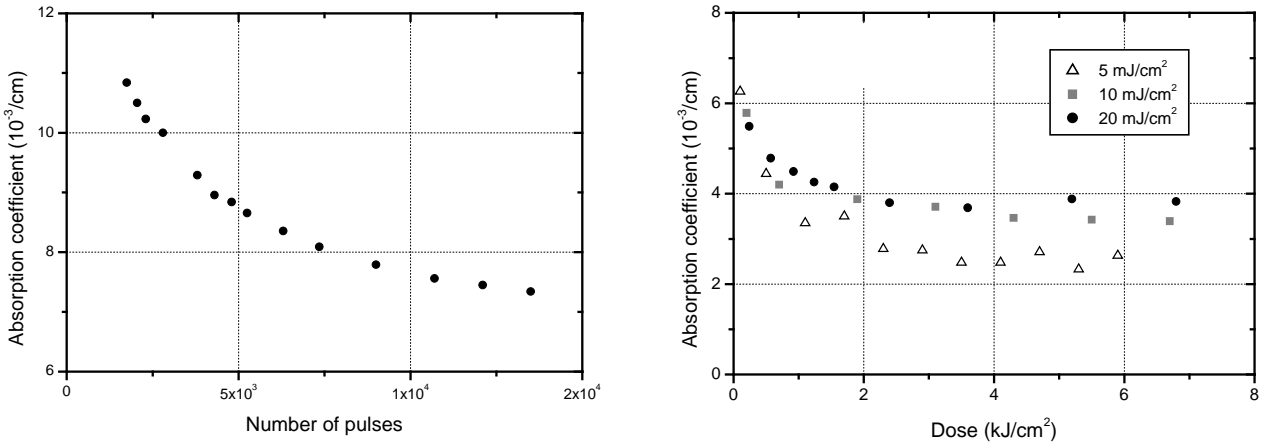 12
10
8
6
Absorption coefficient (10⁻³/cm)
0
5x10³
1x10⁴
2x10⁴
Number of pulses
8
6
4
2
0
Absorption coefficient (10⁻³/cm)
5 mJ/cm²
10 mJ/cm²
20 mJ/cm²
0
2
4
6
8
Dose (kJ/cm²)